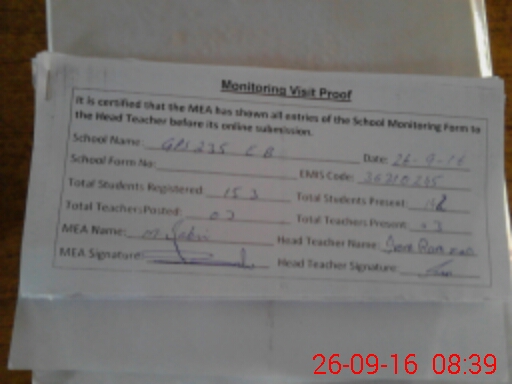 Monitoring Visit Proof
It is certified that the MEA has shown all entries of the School Monitoring Form to
the Head Teacher before its online submission.
School Name: GPS 235 E B Date: 26-9-16
School Form No: EMIS Code:
Total Students Registered 153 Total Students Present:
Total Teachers Posted: 03 Total Teachers Present: 03
MEA Name: M. Sabir Head Teacher Name:
MEA Signature: Head Teacher Signature
26-09-16 08:39